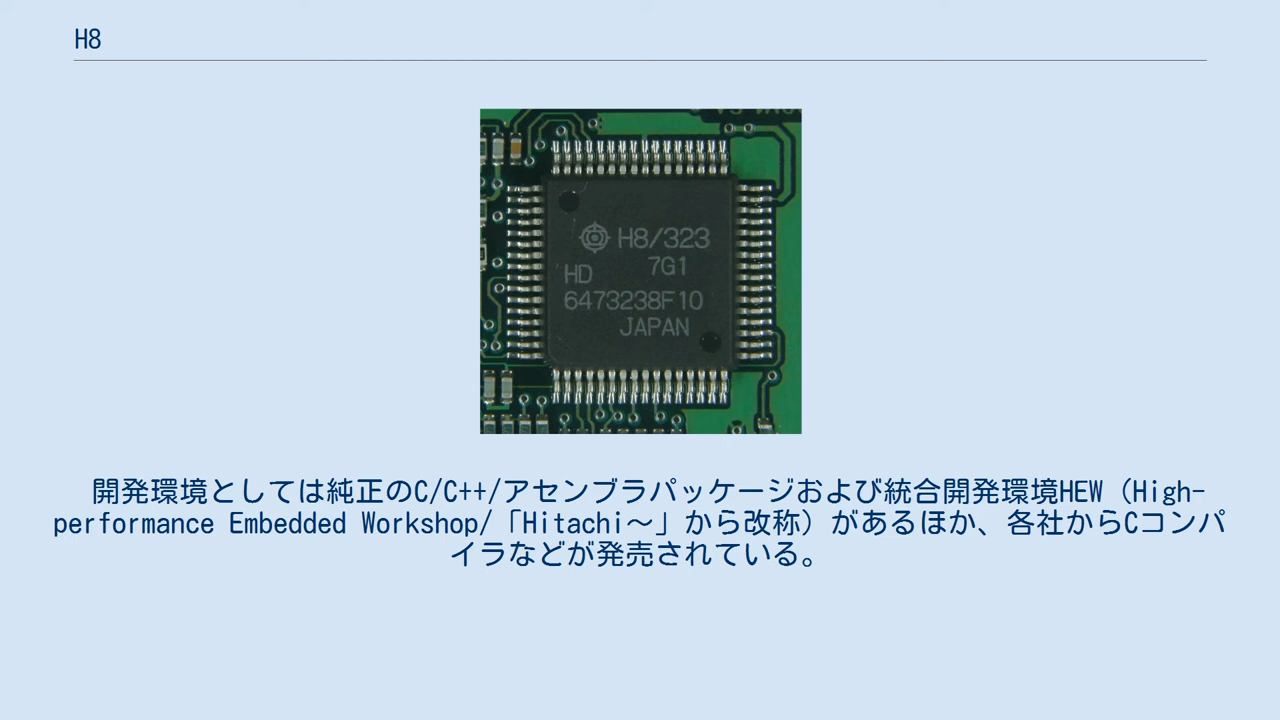 H8
H8/323
7G1
HD
6473238F10
JAPAN
開発環境としては純正のC/C++/アセンブラパッケージおよび統合開発環境HEW（High-
performance Embedded Workshop/「Hitachi～」から改称）があるほか、各社からCコンパ
イラなどが発売されている。